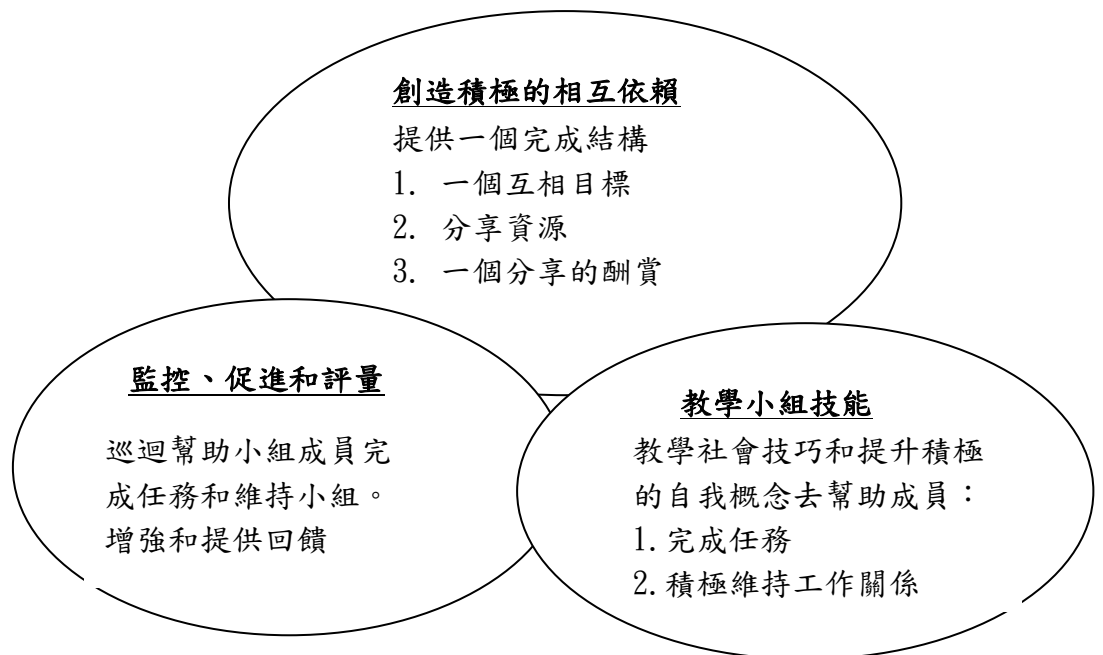 創造積極的相互依賴
提供一個完成結構
1. 一個互相目標
2. 分享資源
3. 一個分享的酬賞
監控、促進和評量
巡迴幫助小組成員完
成任務和維持小組。
增強和提供回饋
教學小組技能
教學社會技巧和提升積極
的自我概念去幫助成員：
1.完成任務
2.積極維持工作關係